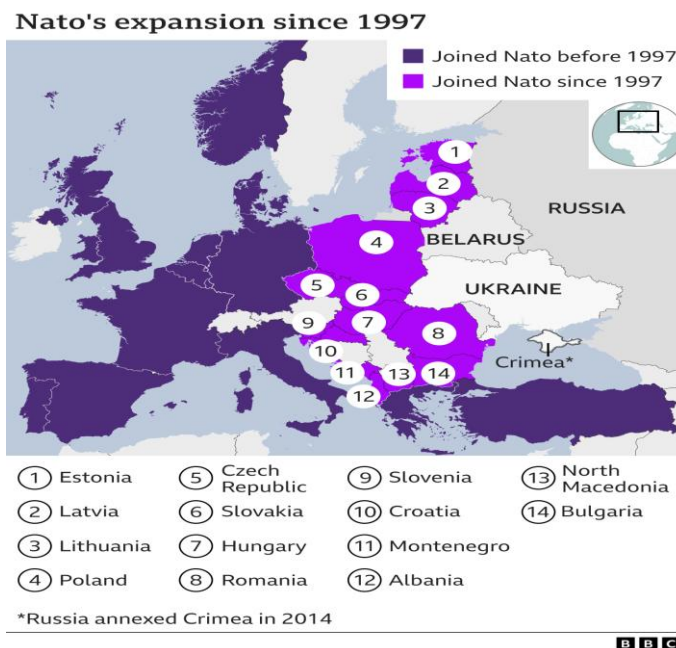 Nato's expansion since 1997
Joined Nato before 1997
Joined Nato since 1997
1
2
3
RUSSIA
4
BELARUS
5
6
UKRAINE
9
7
8
10
Crimea*
11
13
14
12
1 Estonia
5 Czech Republic
9 Slovenia
13 North Macedonia
2 Latvia
6 Slovakia
10 Croatia
14 Bulgaria
3 Lithuania
7 Hungary
11 Montenegro
4 Poland
8 Romania
12 Albania
*Russia annexed Crimea in 2014
BBC